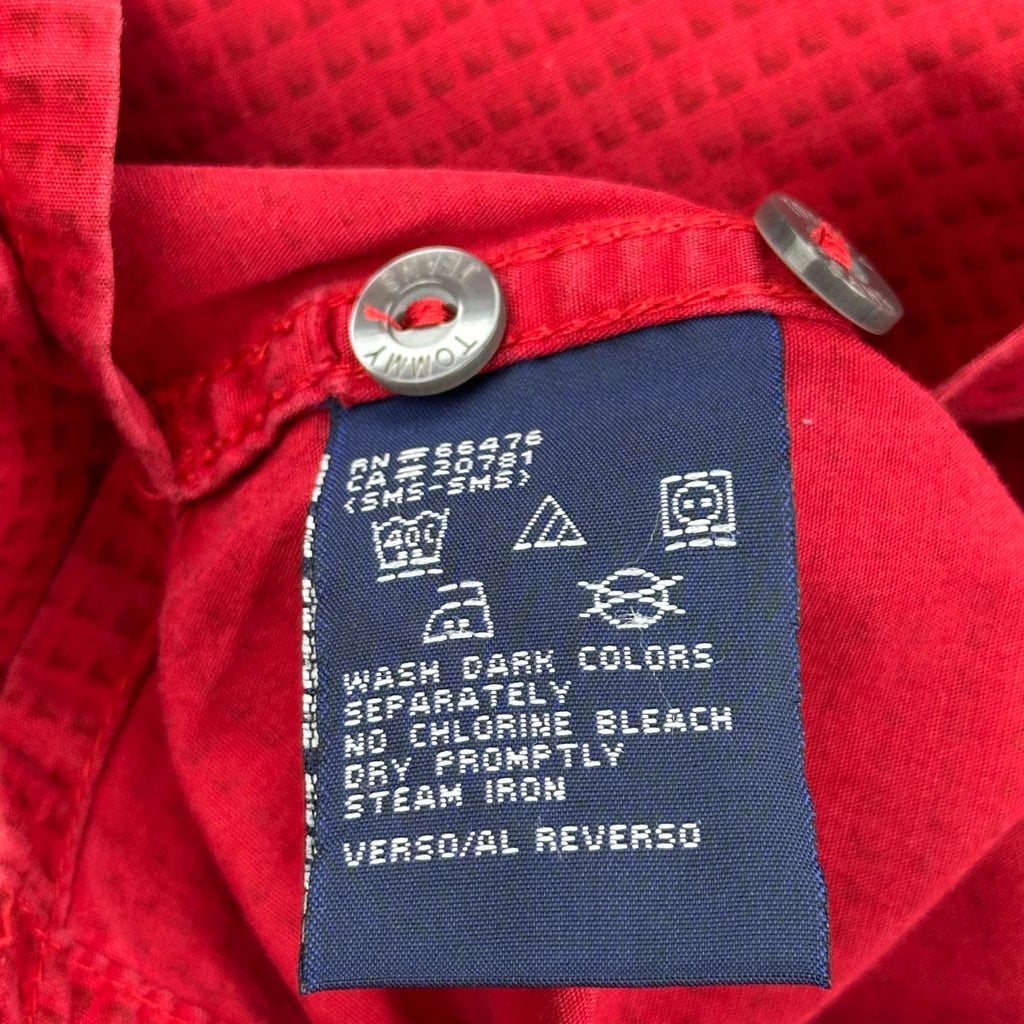 JEANS
TOMMY
RN = 66476
CA = 20781
(SMS-SMS)
40C
WASH DARK COLORS
SEPARATELY
NO CHLORINE BLEACH
DRY PROMPTLY
STEAM IRON
VERSO/AL REVERSO